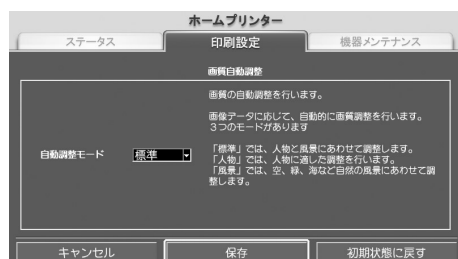 ホームプリンター
ステータス
印刷設定
機器メンテナンス
画質自動調整
画質の自動調整を行います。
画像データに応じて、自動的に画質調整を行います。
3つのモードがあります
自動調整モード
標準
「標準」では、人物と風景にあわせて調整します。
「人物」では、人物に適した調整を行います。
「風景」では、空、緑、海など自然の風景にあわせて調
整します。
キャンセル
保存
初期状態に戻す